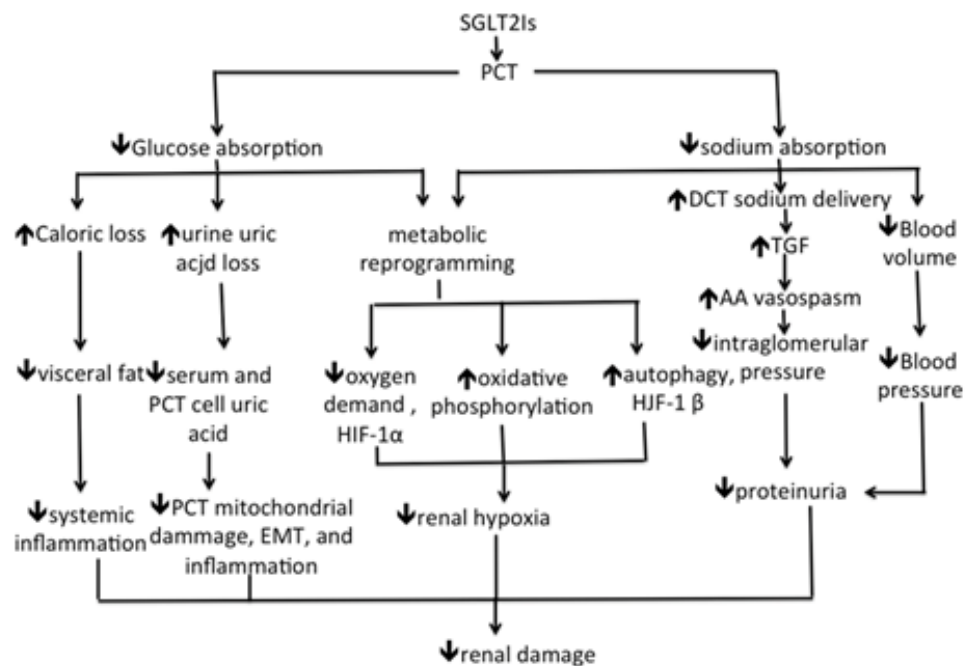 SGLT2Is
PCT
🡇Glucose absorption
🡇sodium absorption
🡅Caloric loss
🡅urine uric
acjd loss
metabolic
reprogramming
🡅DCT sodium delivery
🡅TGF
🡅AA vasospasm
🡇intraglomerular
pressure
🡇Blood
volume
🡇visceral fat
🡇serum and
PCT cell uric
acid
🡇oxygen
demand ,
HIF-1α
🡅oxidative
phosphorylation
🡅autophagy,
HJF-1 β
🡇Blood
pressure
🡇systemic
inflammation
🡇PCT mitochondrial
dammage, EMT, and
inflammation
🡇renal hypoxia
🡇proteinuria
🡇renal damage